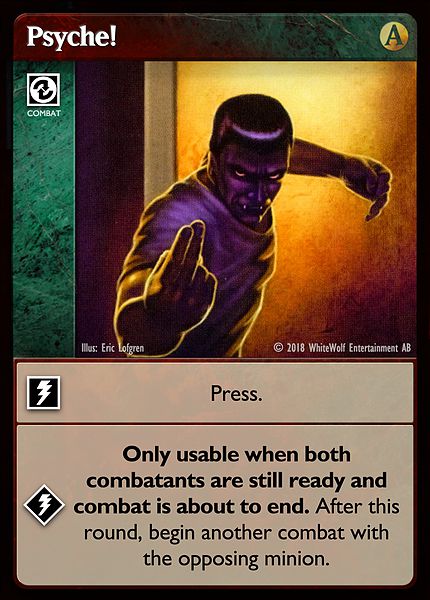 Psyche!
A
COMBAT
Illus: Eric Lofgren
© 2018 WhiteWolf Entertainment AB
Press.
Only usable when both
combatants are still ready and
combat is about to end. After this
round, begin another combat with
the opposing minion.